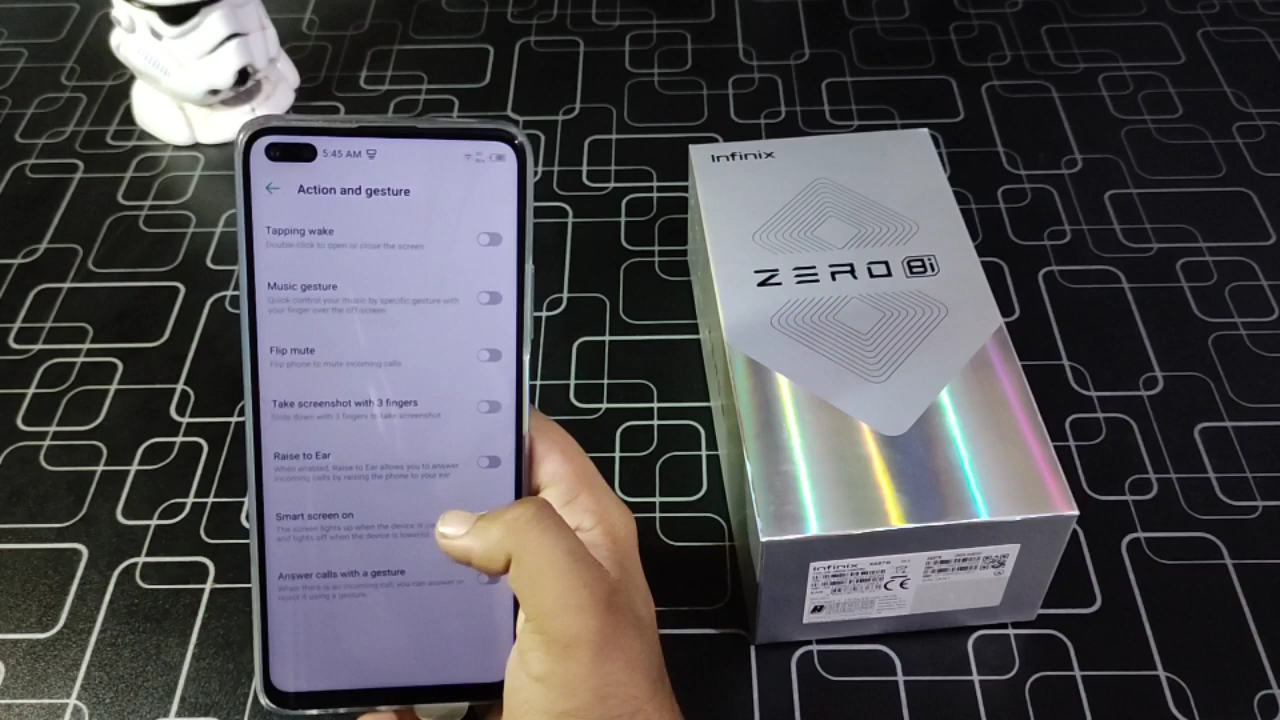 5:45 AM
Action and gesture
Tapping wake
Double-click to open or close the screen
Music gesture
Quick control your music by specific gesture with
your finger over the off-screen
Flip mute
Flip phone to mute incoming calls
Take screenshot with 3 fingers
Slide down with 3 fingers to take screenshot
Raise to Ear
When enabled, Raise to Ear allows you to answer
incoming calls by raising the phone to your ear
Smart screen on
The screen lights up when the device is
and lights off when the device is lowered
Answer calls with a gesture
When there is an incoming call you can answer or
reject it using a gesture
Infinix
ZERO 8i
Infinix
CE